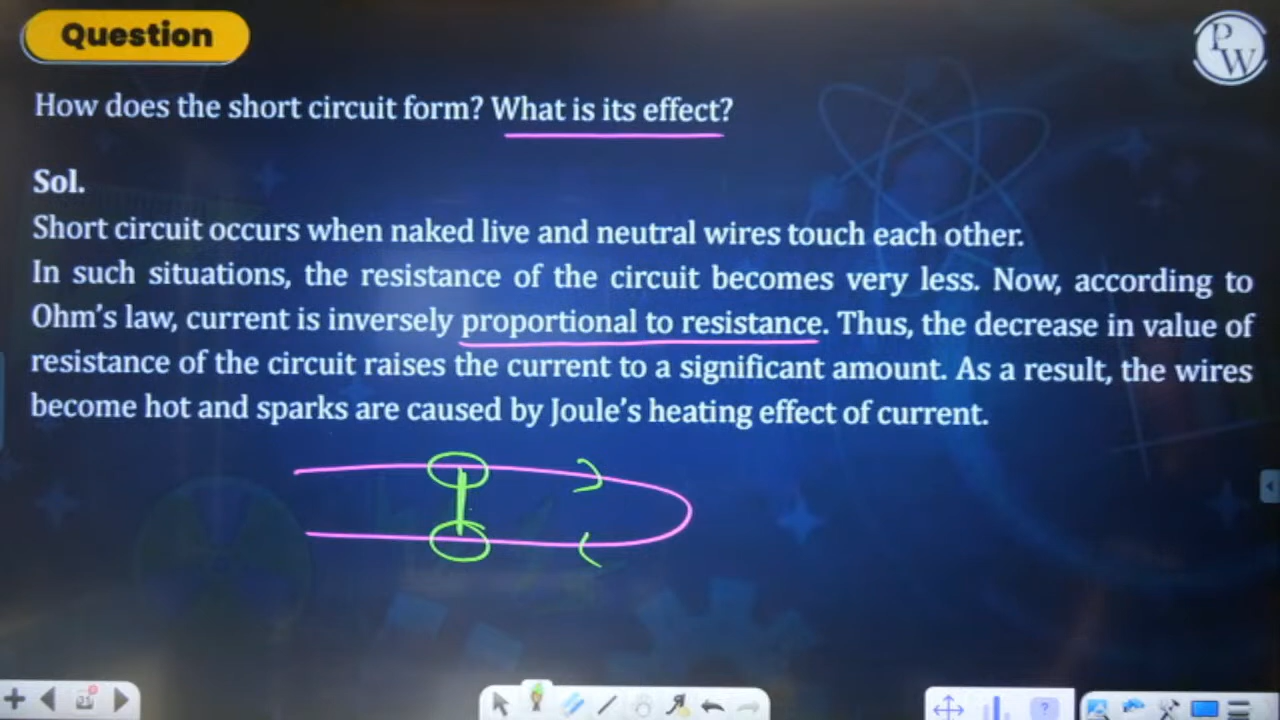 Question
PW
How does the short circuit form? What is its effect?
Sol.
Short circuit occurs when naked live and neutral wires touch each other.
In such situations, the resistance of the circuit becomes very less. Now, according to
Ohm's law, current is inversely proportional to resistance. Thus, the decrease in value of
resistance of the circuit raises the current to a significant amount. As a result, the wires
become hot and sparks are caused by Joule's heating effect of current.